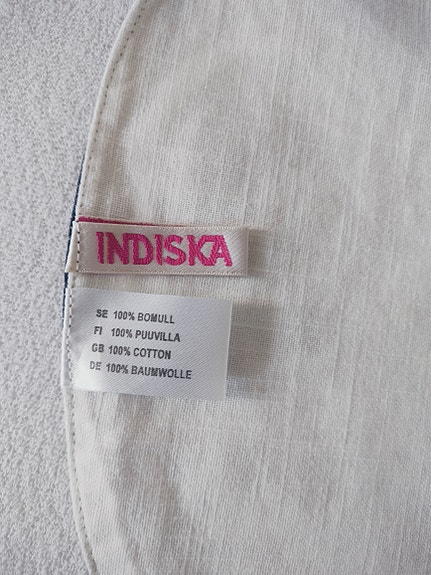 INDISKA
SE 100% BOMULL
FI 100% PUUVILLA
GB 100% COTTON
DE 100% BAUMWOLLE